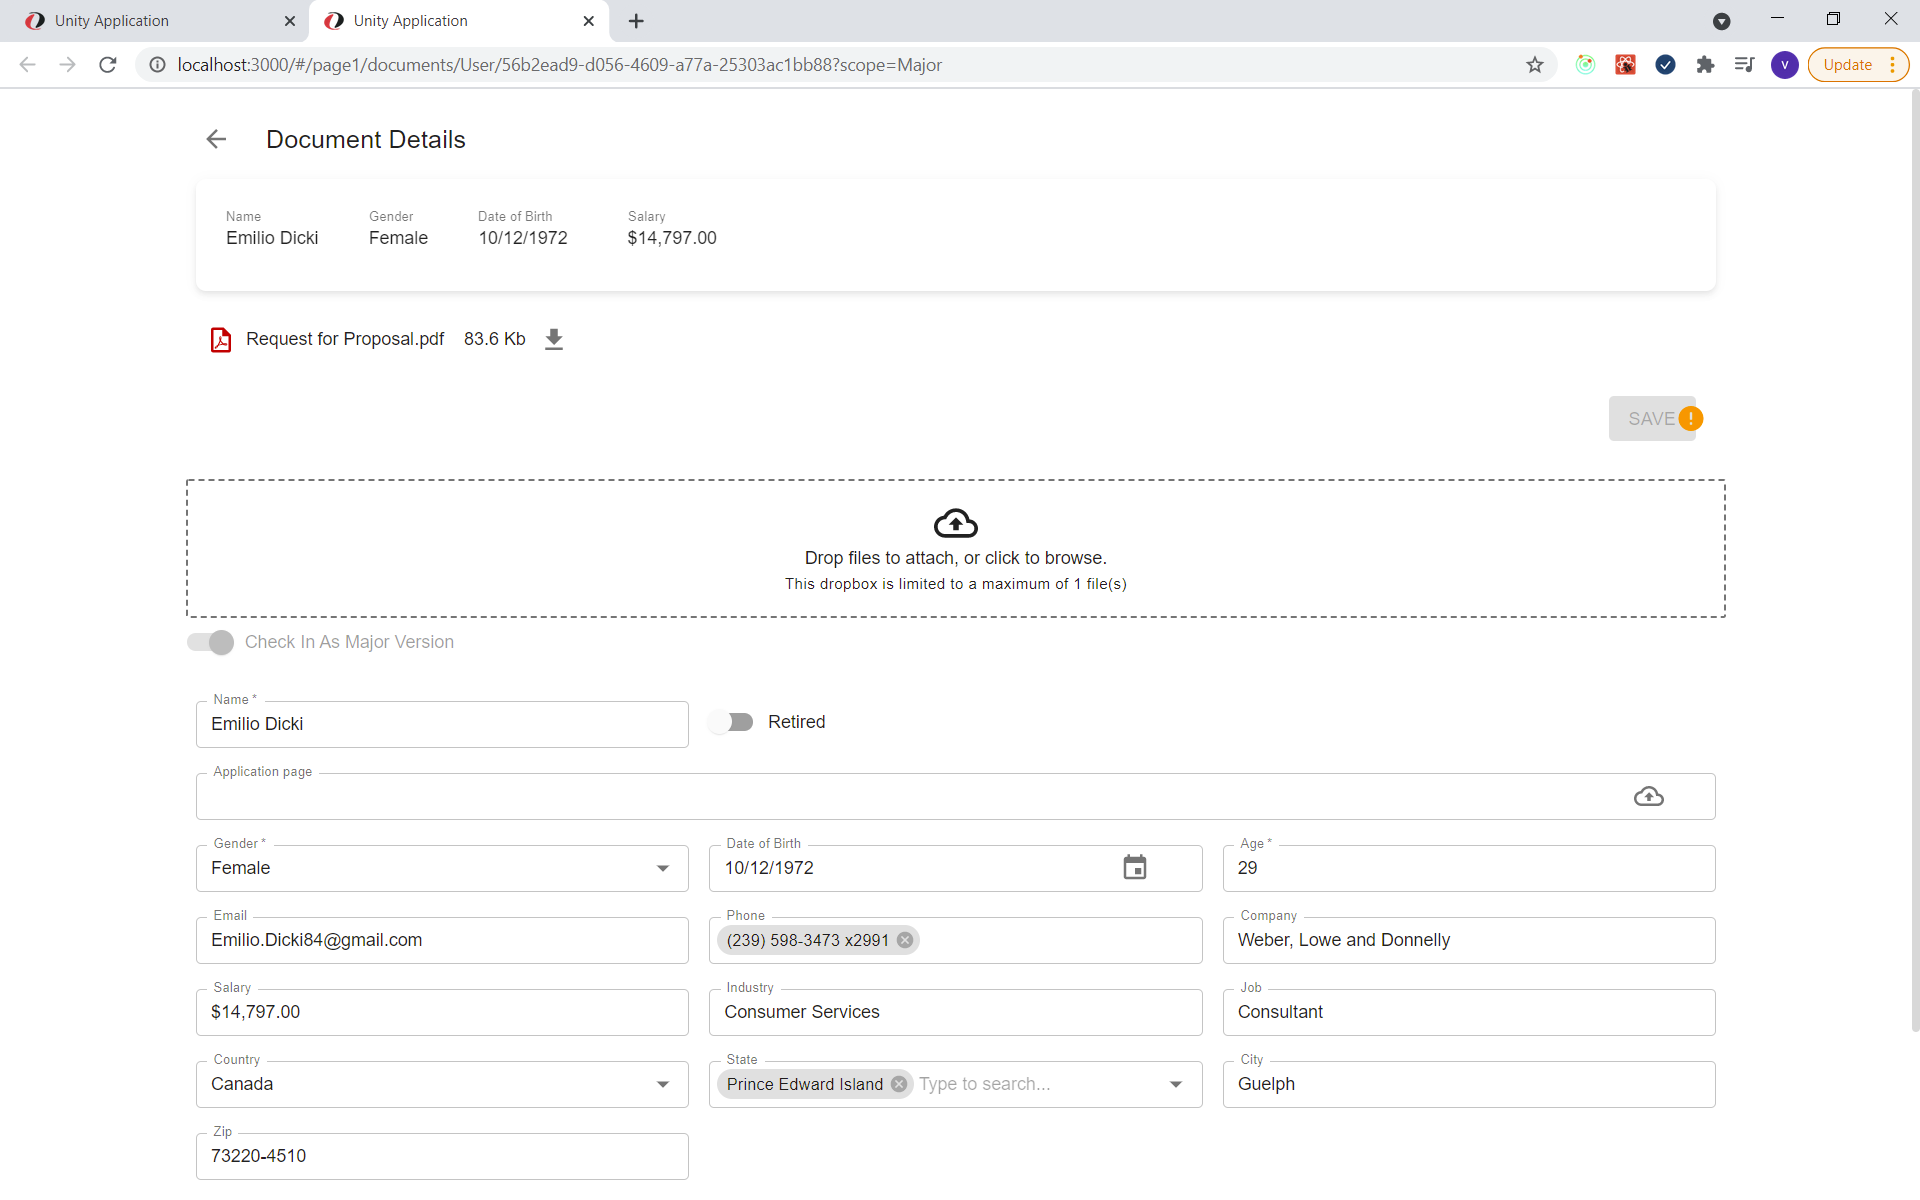 Unity Application
Unity Application
localhost:3000/#/page1/documents/User/56b2ead9-d056-4609-a77a-25303ac1bb88?scope=Major
V
Update
Document Details
Name Gender Date of Birth Salary
Emilio Dicki Female 10/12/1972 $14,797.00
Request for Proposal.pdf 83.6 Kb
SAVE !
Drop files to attach, or click to browse.
This dropbox is limited to a maximum of 1 file(s)
Check In As Major Version
Name *
Emilio Dicki
Retired
Application page
Gender * Date of Birth Age *
Female 10/12/1972 29
Email Phone Company
Emilio.Dicki84@gmail.com (239) 598-3473 x2991 Weber, Lowe and Donnelly
Salary Industry Job
$14,797.00 Consumer Services Consultant
Country State City
Canada Prince Edward Island Type to search... Guelph
Zip
73220-4510